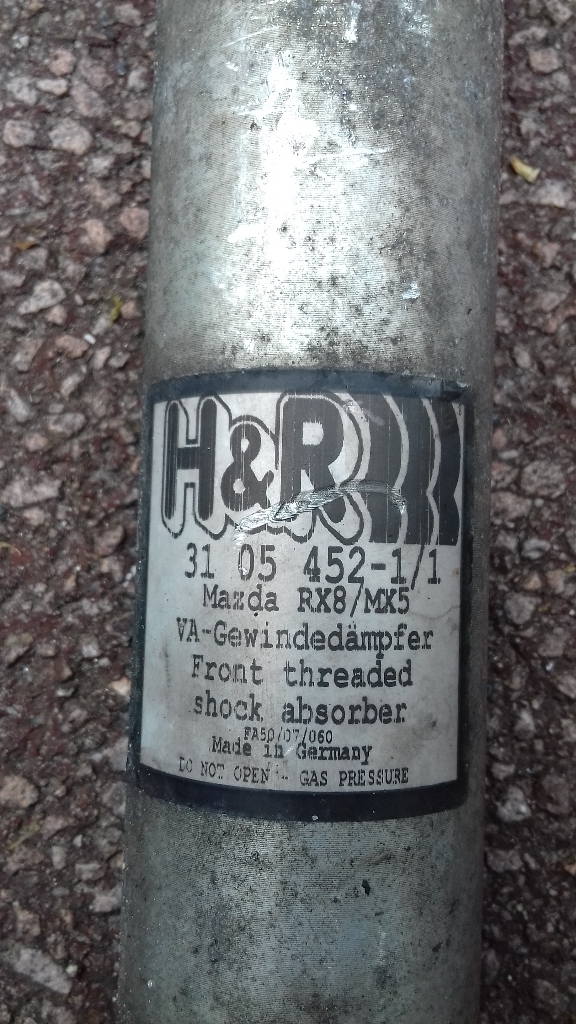 H&R
31 05 452-1/1
Mazda RX8/MX5
VA-Gewindedämpfer
Front threaded
shock absorber
FA50/07/060
Made in Germany
DO NOT OPEN - GAS PRESSURE